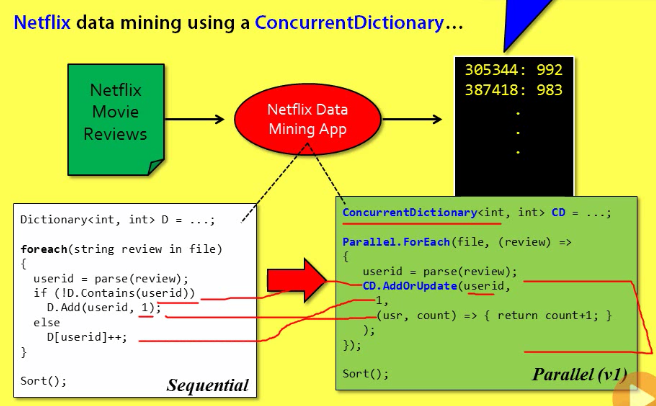 Netflix data mining using a ConcurrentDictionary…
Netflix
Movie
Reviews
Netflix Data
Mining App
305344: 992
387418: 983
.
.
.
Dictionary<int, int> D = ...;
foreach(string review in file)
{
userid = parse(review);
if (!D.Contains(userid))
D.Add(userid, 1);
else
D[userid]++;
}
Sort();
Sequential
ConcurrentDictionary<int, int> CD = ...;
Parallel.ForEach(file, (review) =>
{
userid = parse(review);
CD.AddOrUpdate(userid,
1,
(usr, count) => { return count+1; }
);
});
Sort();
Parallel (v1)